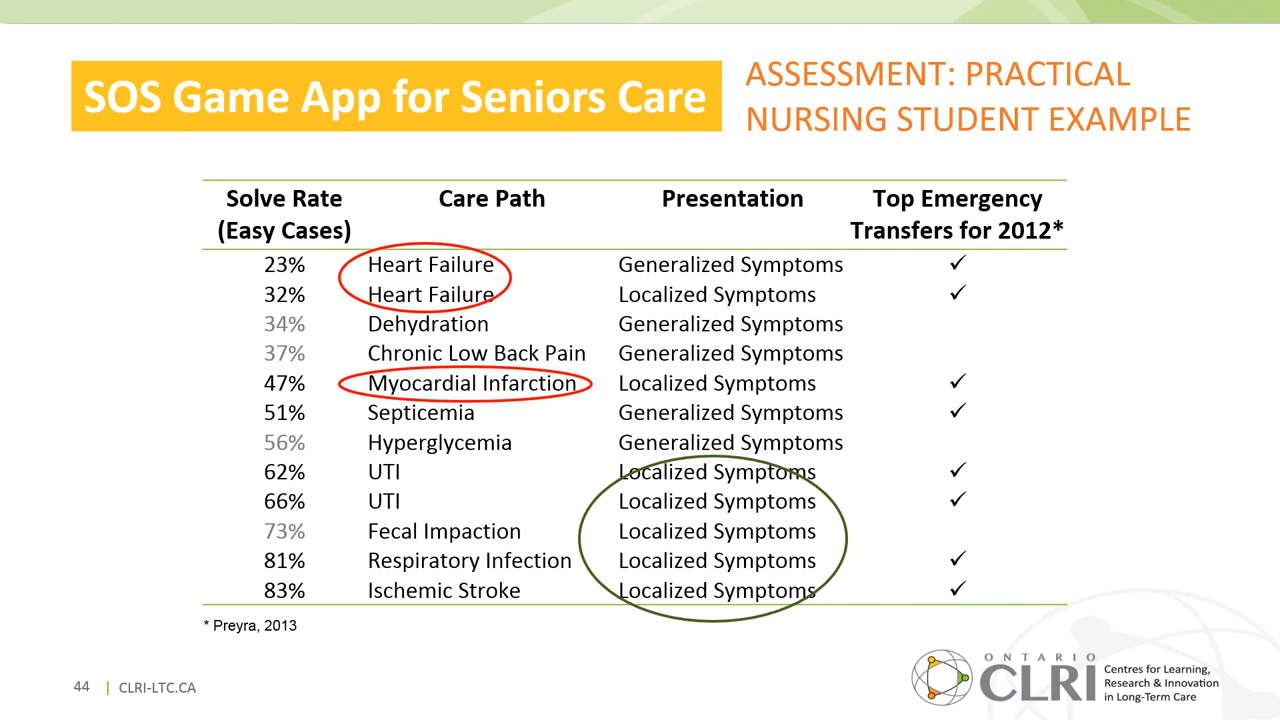 SOS Game App for Seniors Care
ASSESSMENT: PRACTICAL
NURSING STUDENT EXAMPLE
Solve Rate (Easy Cases) Care Path Presentation Top Emergency Transfers for 2012*
23% Heart Failure Generalized Symptoms ✓
32% Heart Failure Localized Symptoms ✓
34% Dehydration Generalized Symptoms
37% Chronic Low Back Pain Generalized Symptoms
47% Myocardial Infarction Localized Symptoms ✓
51% Septicemia Generalized Symptoms ✓
56% Hyperglycemia Generalized Symptoms
62% UTI Localized Symptoms ✓
66% UTI Localized Symptoms ✓
73% Fecal Impaction Localized Symptoms
81% Respiratory Infection Localized Symptoms ✓
83% Ischemic Stroke Localized Symptoms ✓
* Preyra, 2013
44 | CLRI-LTC.CA
ONTARIO
CLRI
Centres for Learning,
Research & Innovation
in Long-Term Care